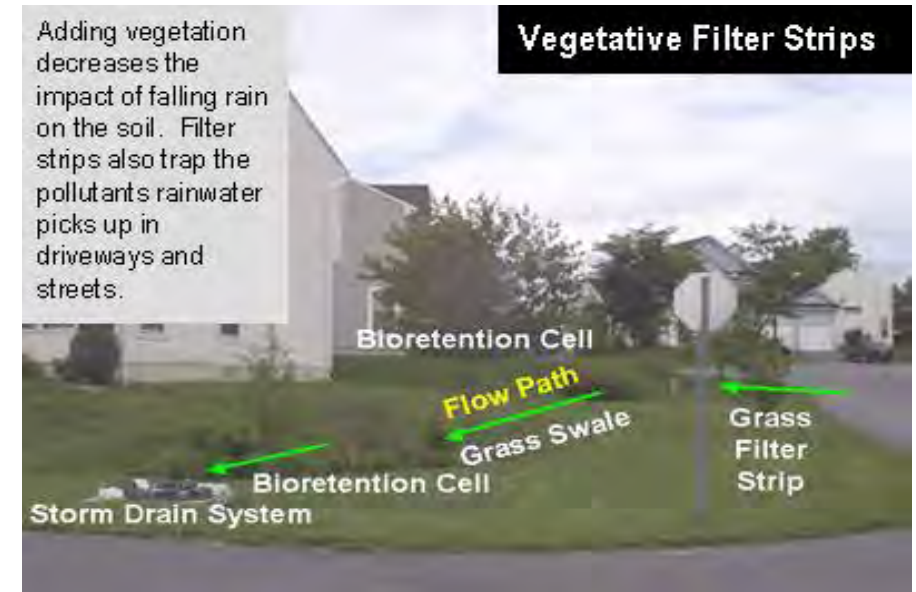 Adding vegetation
decreases the
impact of falling rain
on the soil. Filter
strips also trap the
pollutants rainwater
picks up in
driveways and
streets.
Vegetative Filter Strips
Bioretention Cell
Flow Path
Grass Swale
Grass
Filter
Strip
Bioretention Cell
Storm Drain System